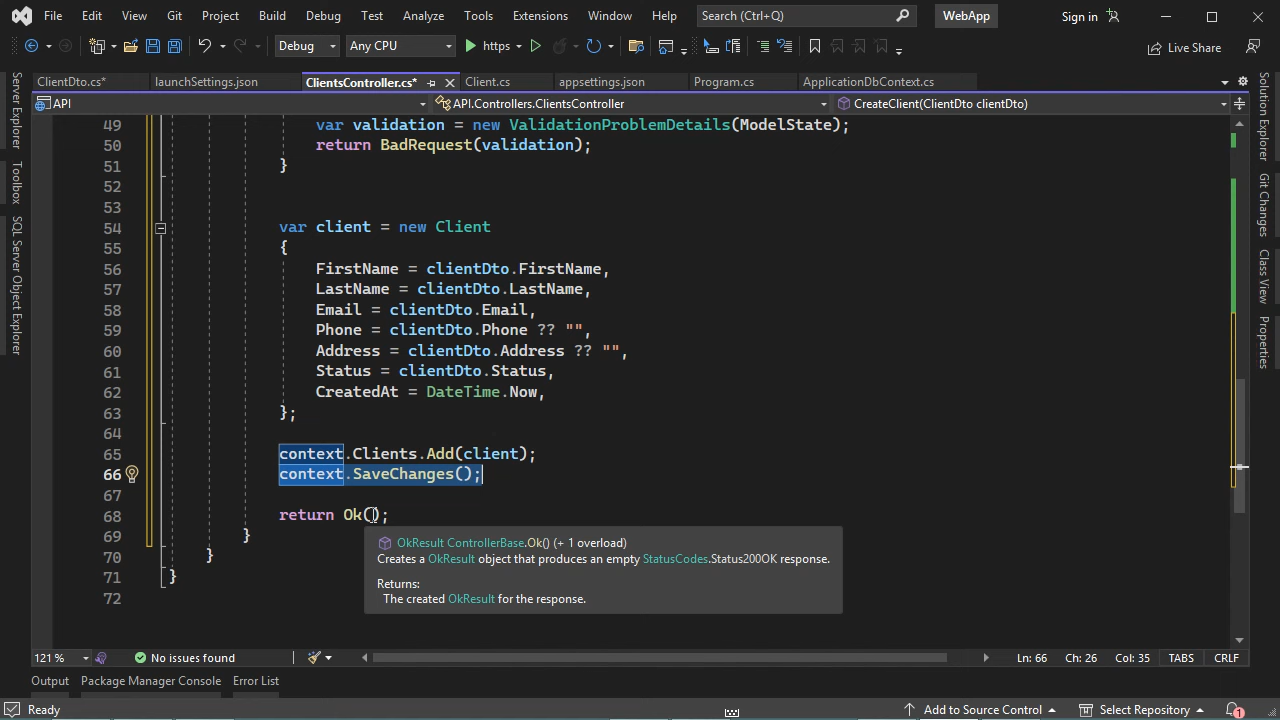 File Edit View Git Project Build Debug Test Analyze Tools Extensions Window Help Search (Ctrl+Q) WebApp Sign in
Debug Any CPU https Live Share
ClientDto.cs* launchSettings.json ClientsController.cs* Client.cs appsettings.json Program.cs ApplicationDbContext.cs
API API.Controllers.ClientsController CreateClient(ClientDto clientDto)
Server Explorer
Toolbox
SQL Server Object Explorer
49 var validation = new ValidationProblemDetails(ModelState);
50 return BadRequest(validation);
51 }
52
53
54 var client = new Client
55 {
56 FirstName = clientDto.FirstName,
57 LastName = clientDto.LastName,
58 Email = clientDto.Email,
59 Phone = clientDto.Phone ?? "",
60 Address = clientDto.Address ?? "",
61 Status = clientDto.Status,
62 CreatedAt = DateTime.Now,
63 };
64
65 context.Clients.Add(client);
66 context.SaveChanges();
67
68 return Ok();
69 }
70 }
71 }
72
OkResult ControllerBase.Ok() (+ 1 overload)
Creates a OkResult object that produces an empty StatusCodes.Status200OK response.
Returns:
The created OkResult for the response.
Solution Explorer
Git Changes
Class View
Properties
121 % No issues found Ln: 66 Ch: 26 Col: 35 TABS CRLF
Output Package Manager Console Error List
Ready Add to Source Control Select Repository 1